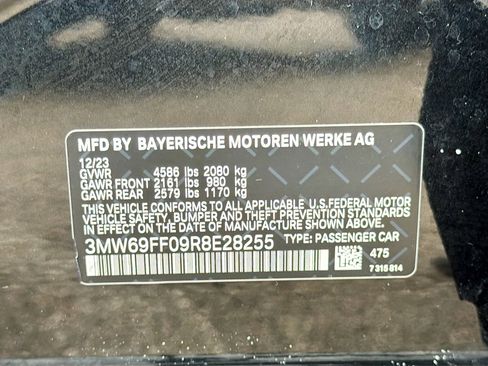 MFD BY BAYERISCHE MOTOREN WERKE AG
12/23
GVWR 4586 lbs 2080 kg
GAWR FRONT 2161 lbs 980 kg
GAWR REAR 2579 lbs 1170 kg
THIS VEHICLE CONFORMS TO ALL APPLICABLE U.S.FEDERAL MOTOR
VEHICLE SAFETY, BUMPER, AND THEFT PREVENTION STANDARDS
IN EFFECT ON THE DATE OF MANUFACTURE SHOWN ABOVE.
3MW69FF09R8E28255 TYPE: PASSENGER CAR
475
7 315 814